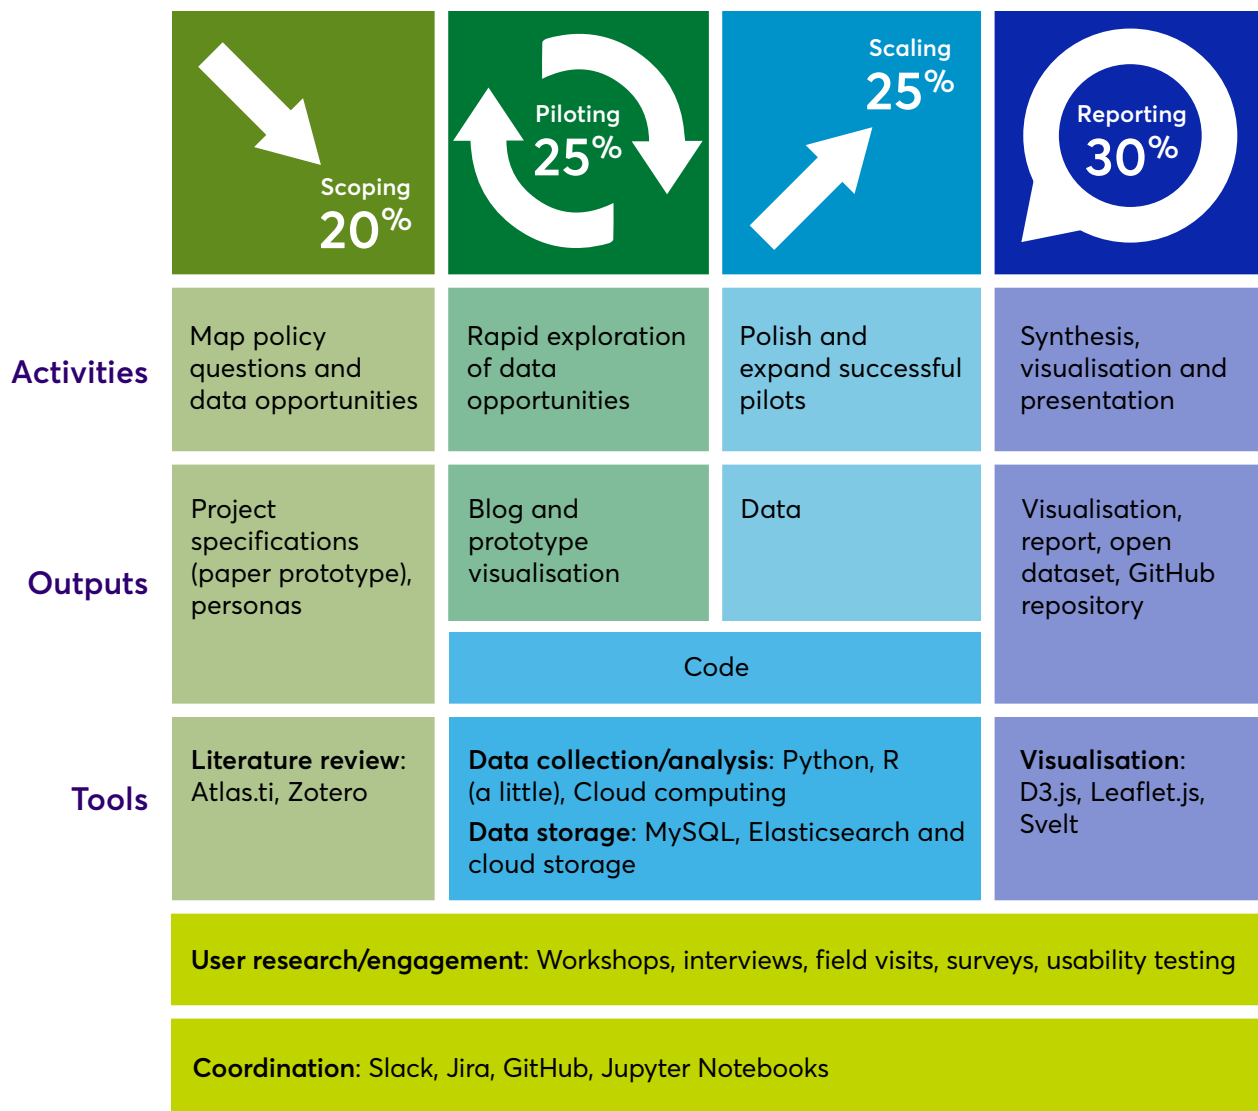 Scoping
20%
Piloting
25%
Scaling
25%
Reporting
30%
Activities
Map policy
questions and
data opportunities
Rapid exploration
of data
opportunities
Polish and
expand successful
pilots
Synthesis,
visualisation and
presentation
Outputs
Project
specifications
(paper prototype),
personas
Blog and
prototype
visualisation
Data
Code
Visualisation,
report, open
dataset, GitHub
repository
Tools
Literature review:
Atlas.ti, Zotero
Data collection/analysis: Python, R
(a little), Cloud computing
Data storage: MySQL, Elasticsearch and
cloud storage
Visualisation:
D3.js, Leaflet.js,
Svelt
User research/engagement: Workshops, interviews, field visits, surveys, usability testing
Coordination: Slack, Jira, GitHub, Jupyter Notebooks